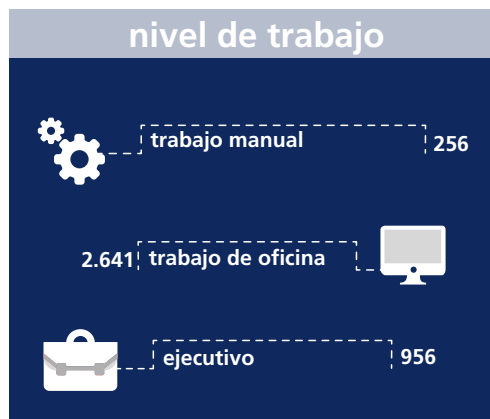 nivel de trabajo
trabajo manual 256
2.641 trabajo de oficina
ejecutivo 956